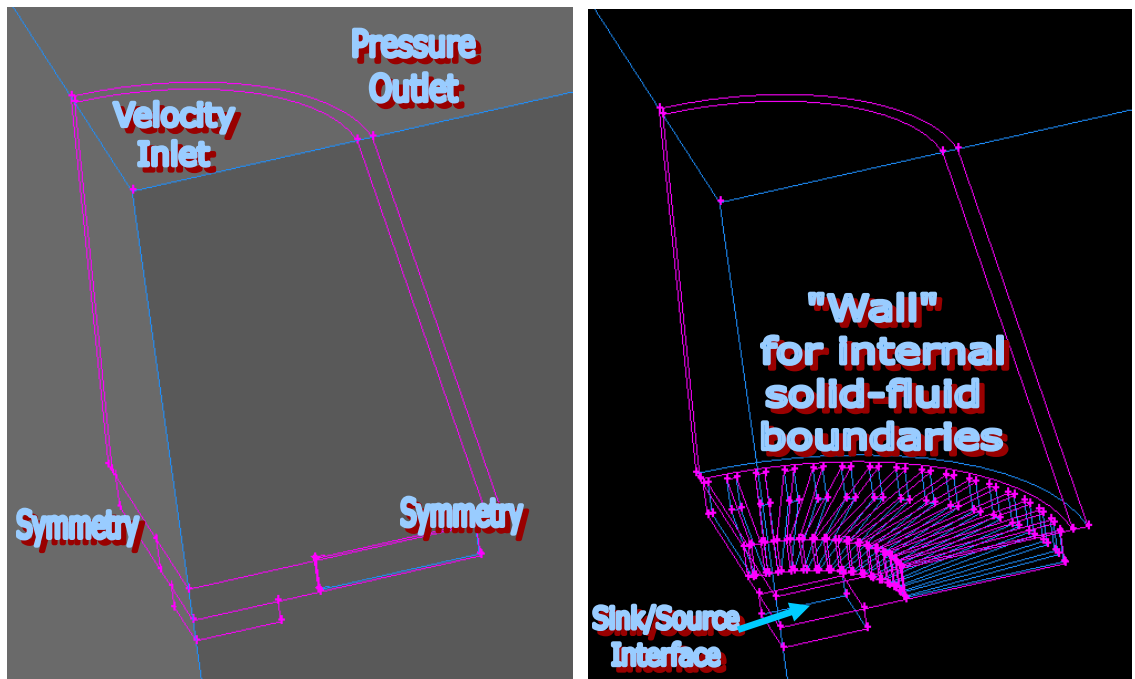 Pressure
Outlet
Velocity
Inlet
Symmetry
Symmetry
"Wall"
for internal
solid-fluid
boundaries
Sink/Source
Interface